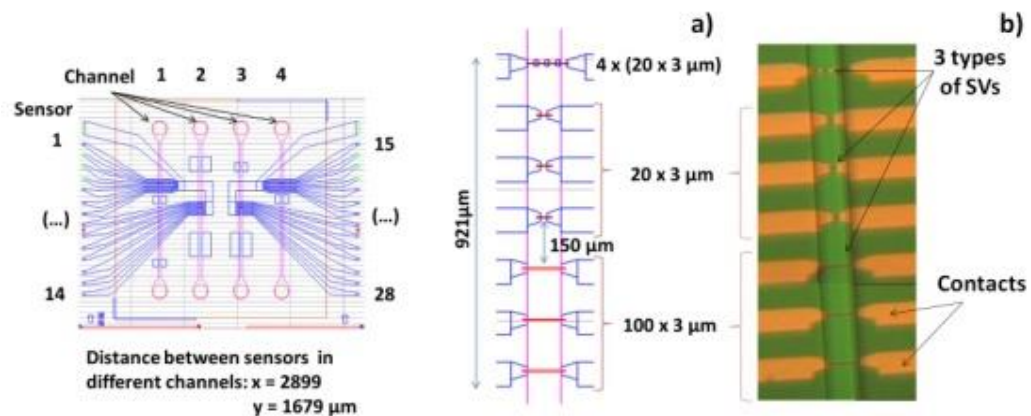 Channel 1 2 3 4
Sensor
1
15
(...)
(...)
14
28
Distance between sensors in
different channels: x = 2899
y = 1679 µm
a)
4 x (20 x 3 µm)
20 x 3 µm
921µm
150 µm
100 x 3 µm
b)
3 types
of SVs
Contacts